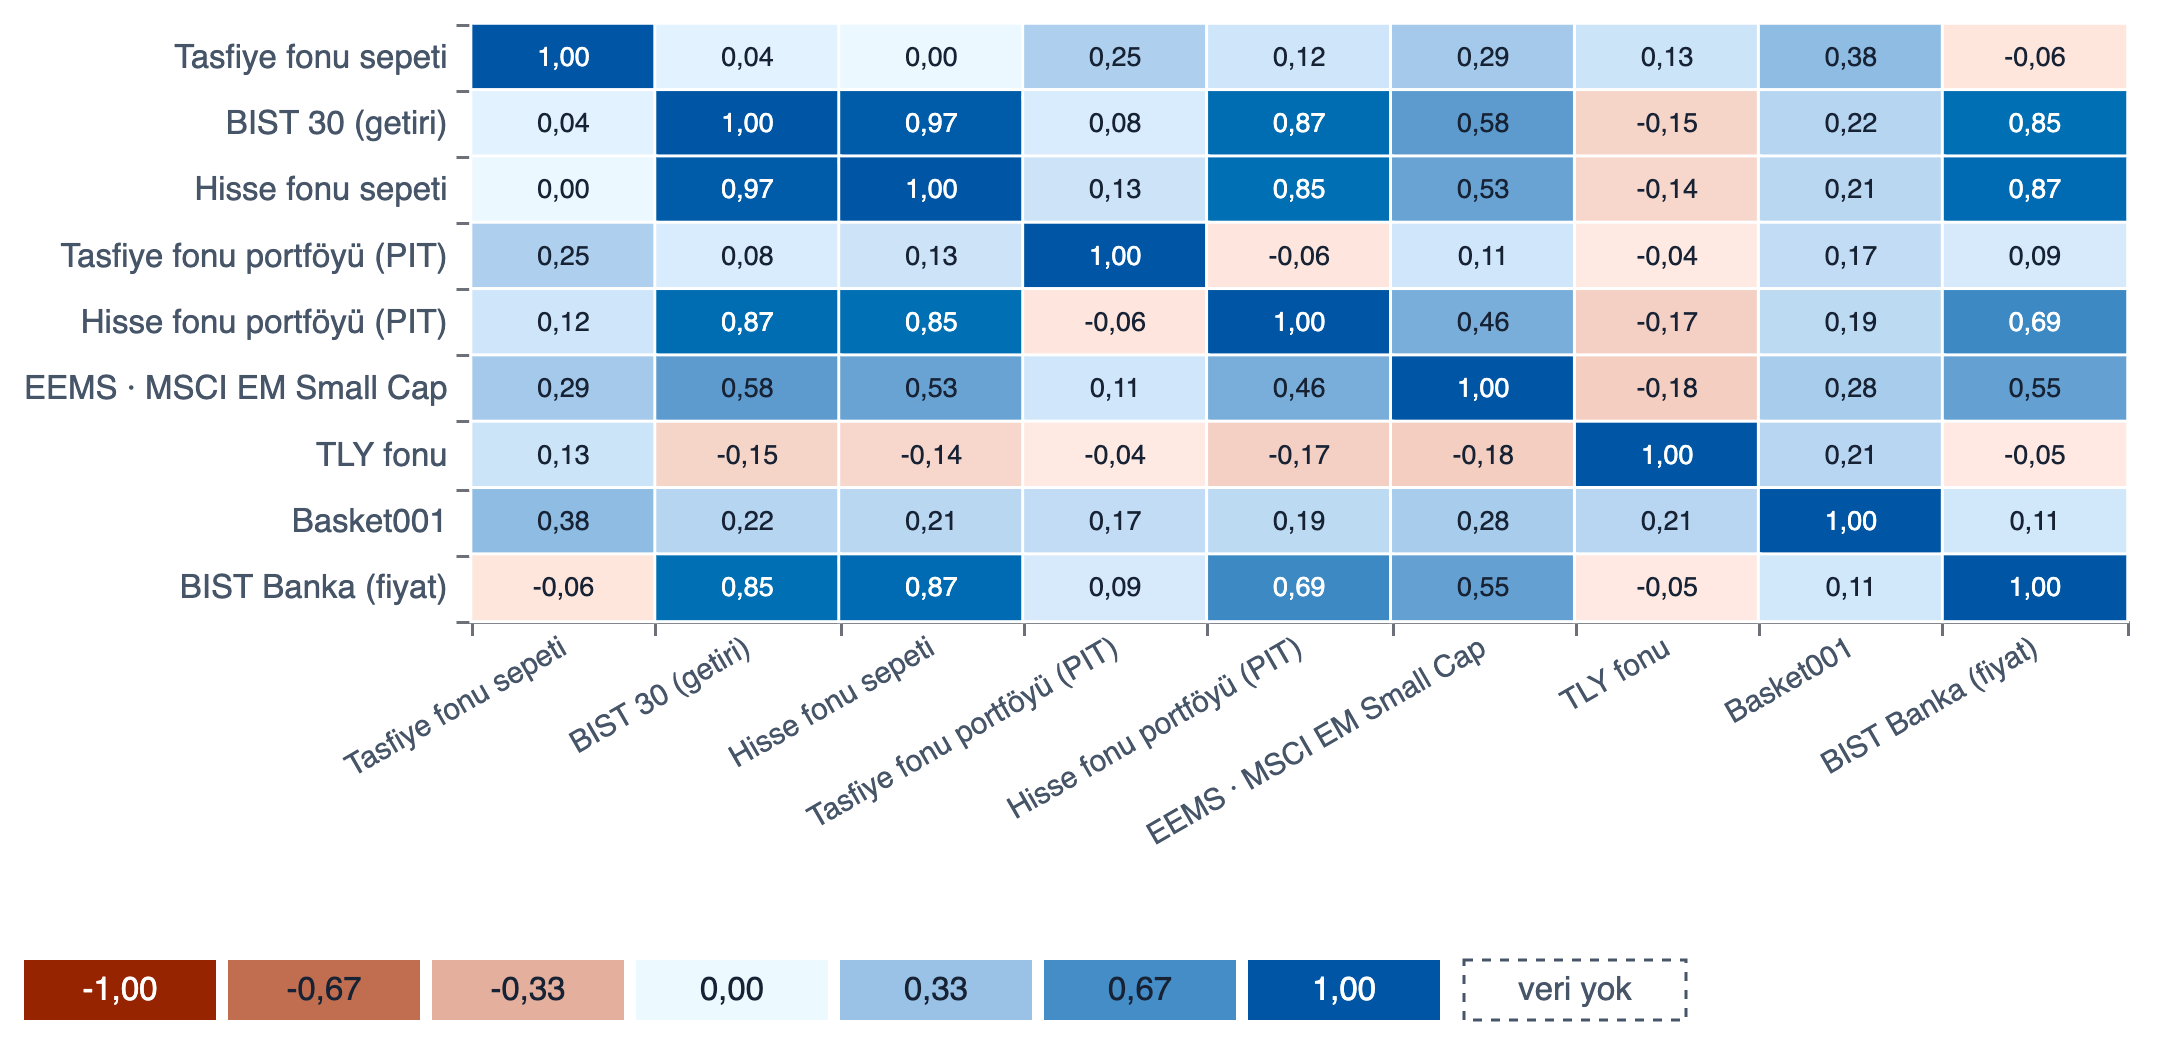 Tasfiye fonu sepeti 1,00 0,04 0,00 0,25 0,12 0,29 0,13 0,38 -0,06
BIST 30 (getiri) 0,04 1,00 0,97 0,08 0,87 0,58 -0,15 0,22 0,85
Hisse fonu sepeti 0,00 0,97 1,00 0,13 0,85 0,53 -0,14 0,21 0,87
Tasfiye fonu portföyü (PIT) 0,25 0,08 0,13 1,00 -0,06 0,11 -0,04 0,17 0,09
Hisse fonu portföyü (PIT) 0,12 0,87 0,85 -0,06 1,00 0,46 -0,17 0,19 0,69
EEMS · MSCI EM Small Cap 0,29 0,58 0,53 0,11 0,46 1,00 -0,18 0,28 0,55
TLY fonu 0,13 -0,15 -0,14 -0,04 -0,17 -0,18 1,00 0,21 -0,05
Basket001 0,38 0,22 0,21 0,17 0,19 0,28 0,21 1,00 0,11
BIST Banka (fiyat) -0,06 0,85 0,87 0,09 0,69 0,55 -0,05 0,11 1,00
Tasfiye fonu sepeti
BIST 30 (getiri)
Hisse fonu sepeti
Tasfiye fonu portföyü (PIT)
Hisse fonu portföyü (PIT)
EEMS · MSCI EM Small Cap
TLY fonu
Basket001
BIST Banka (fiyat)
-1,00 -0,67 -0,33 0,00 0,33 0,67 1,00 veri yok